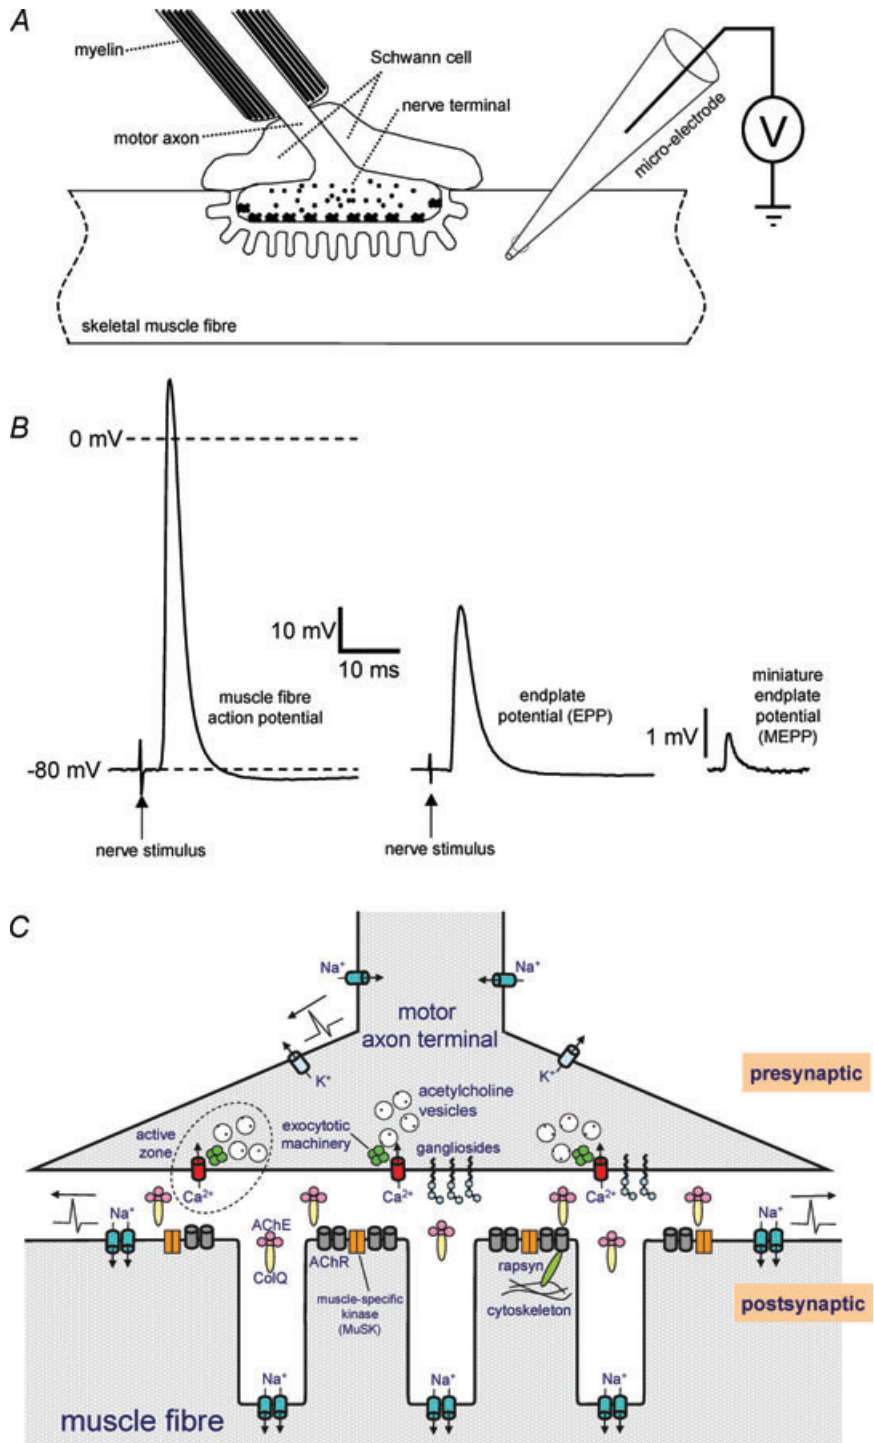 A
myelin
Schwann cell
nerve terminal
motor axon
micro-electrode
V
skeletal muscle fibre
B
0 mV
10 mV
10 ms
muscle fibre
action potential
endplate
potential (EPP)
miniature
endplate
potential
(MEPP)
1 mV
-80 mV
nerve stimulus
nerve stimulus
C
Na⁺
Na⁺
motor
axon terminal
K⁺
K⁺
presynaptic
acetylcholine
vesicles
active
zone
exocytotic
machinery
gangliosides
Ca²⁺
Ca²⁺
Ca²⁺
Na⁺
AChE
Na⁺
ColQ
AChR
rapsyn
muscle-specific
kinase
(MuSK)
cytoskeleton
postsynaptic
Na⁺
Na⁺
Na⁺
muscle fibre